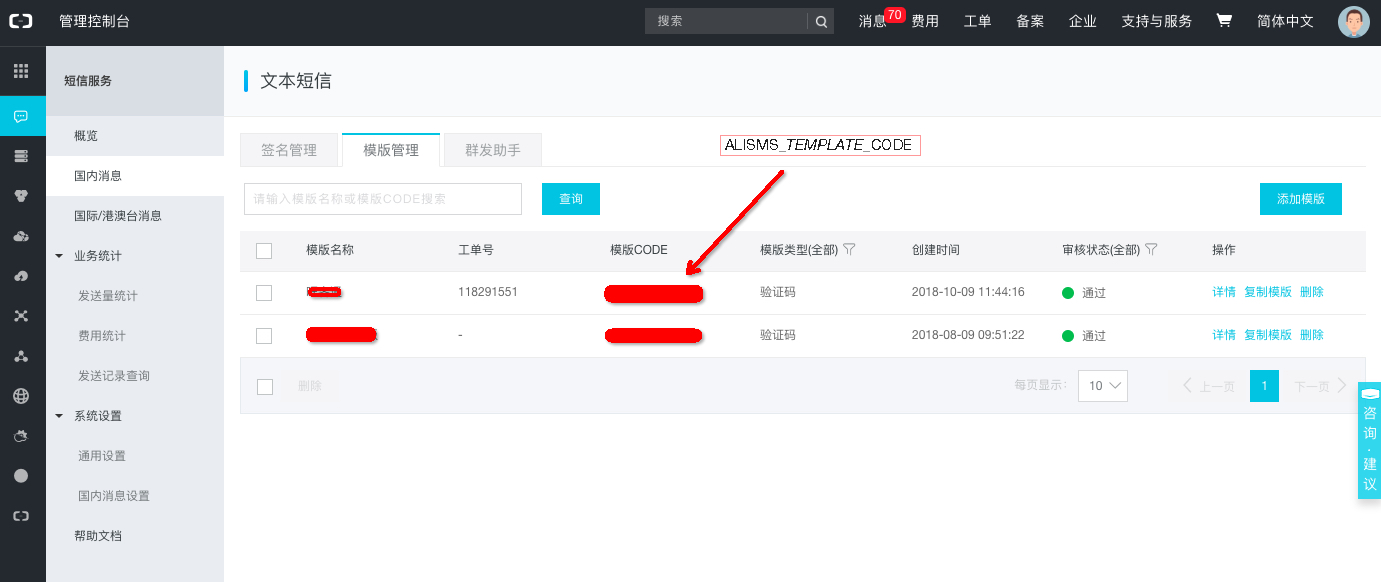 管理控制台
搜索
消息 70
费用
工单
备案
企业
支持与服务
简体中文
短信服务
概览
国内消息
国际/港澳台消息
业务统计
发送量统计
费用统计
发送记录查询
系统设置
通用设置
国内消息设置
帮助文档
文本短信
签名管理 模版管理 群发助手
ALISMS_TEMPLATE_CODE
请输入模版名称或模版CODE搜索 查询 添加模版
模版名称 工单号 模版CODE 模版类型(全部) 创建时间 审核状态(全部) 操作
118291551 验证码 2018-10-09 11:44:16 通过 详情 复制模版 删除
- 验证码 2018-08-09 09:51:22 通过 详情 复制模版 删除
删除 每页显示: 10 上一页 1 下一页
咨询·建议